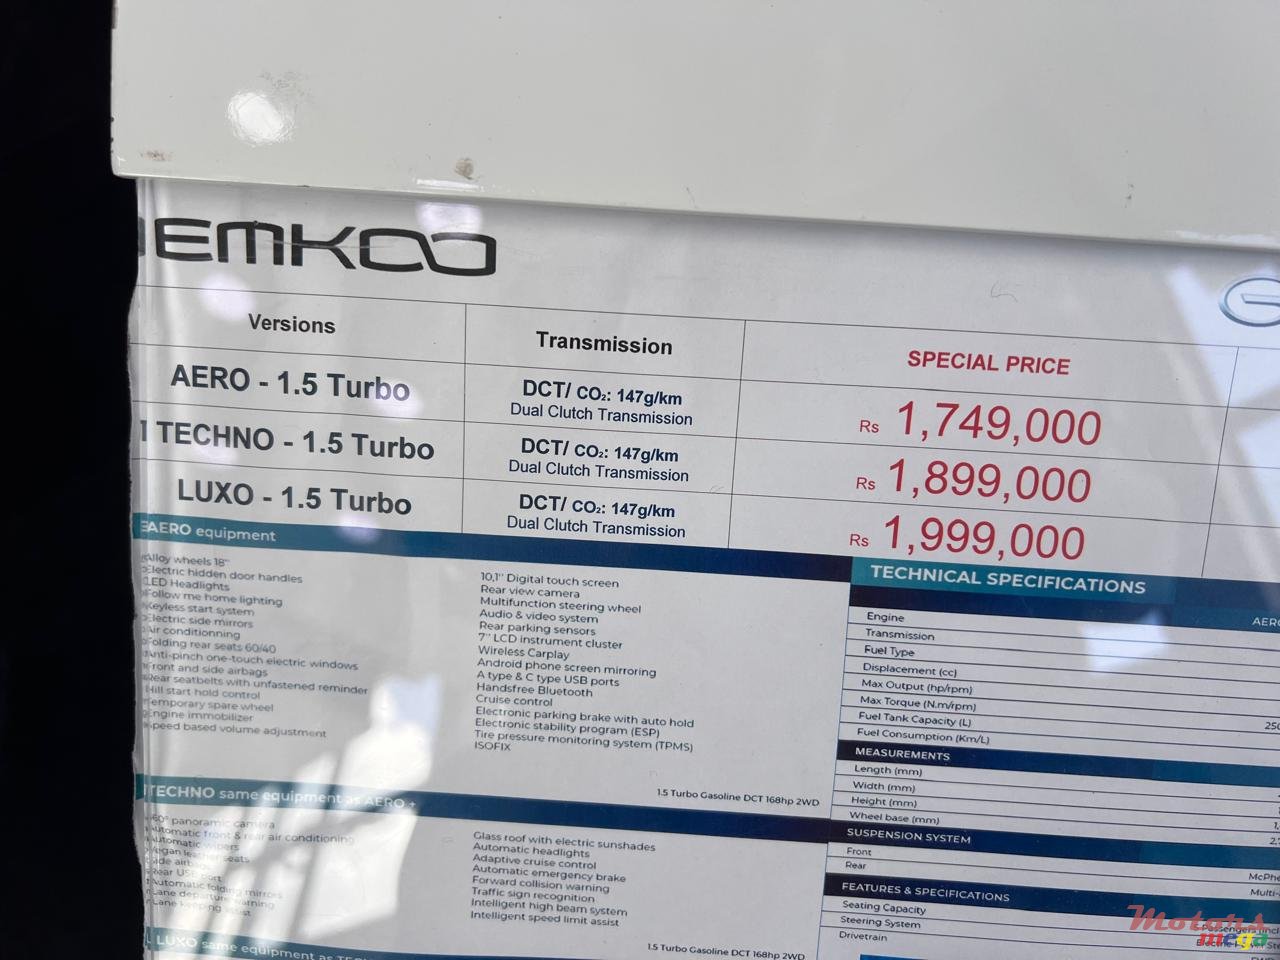 EMKOO
Versions Transmission SPECIAL PRICE
AERO - 1.5 Turbo DCT/ CO₂: 147g/km Rs 1,749,000
Dual Clutch Transmission
TECHNO - 1.5 Turbo DCT/ CO₂: 147g/km Rs 1,899,000
Dual Clutch Transmission
LUXO - 1.5 Turbo DCT/ CO₂: 147g/km Rs 1,999,000
Dual Clutch Transmission
AERO equipment
Alloy wheels 18"
Electric hidden door handles
LED Headlights
Follow me home lighting
Keyless start system
Electric side mirrors
Air conditionning
Folding rear seats 60/40
Anti-pinch one-touch electric windows
Front and side airbags
Rear seatbelts with unfastened reminder
Hill start hold control
Temporary spare wheel
Engine immobilizer
Speed based volume adjustment
10,1" Digital touch screen
Rear view camera
Multifunction steering wheel
Audio & video system
Rear parking sensors
7" LCD instrument cluster
Wireless Carplay
Android phone screen mirroring
A type & C type USB ports
Handsfree Bluetooth
Cruise control
Electronic parking brake with auto hold
Electronic stability program (ESP)
Tire pressure monitoring system (TPMS)
ISOFIX
1.5 Turbo Gasoline DCT 168hp 2WD
TECHNO same equipment as AERO +
panoramic camera
Automatic front & rear air conditioning
Automatic wipers
Vegan leather seats
Side
Rear USB port
Automatic folding mirrors
Lane departure warning
Lane keeping assist
Glass roof with electric sunshades
Automatic headlights
Adaptive cruise control
Automatic emergency brake
Forward collision warning
Traffic sign recognition
Intelligent high beam system
Intelligent speed limit assist
1.5 Turbo Gasoline DCT 168hp 2WD
LUXO same equipment as
TECHNICAL SPECIFICATIONS
AERO
Engine
Transmission
Fuel Type
Displacement (cc)
Max Output (hp/rpm)
Max Torque (N.m/rpm)
Fuel Tank Capacity (L)
Fuel Consumption (Km/L)
MEASUREMENTS
Length (mm)
Width (mm)
Height (mm)
Wheel base (mm)
SUSPENSION SYSTEM
Front
Rear
FEATURES & SPECIFICATIONS
Seating Capacity
Steering System
Drivetrain
Motors
mega